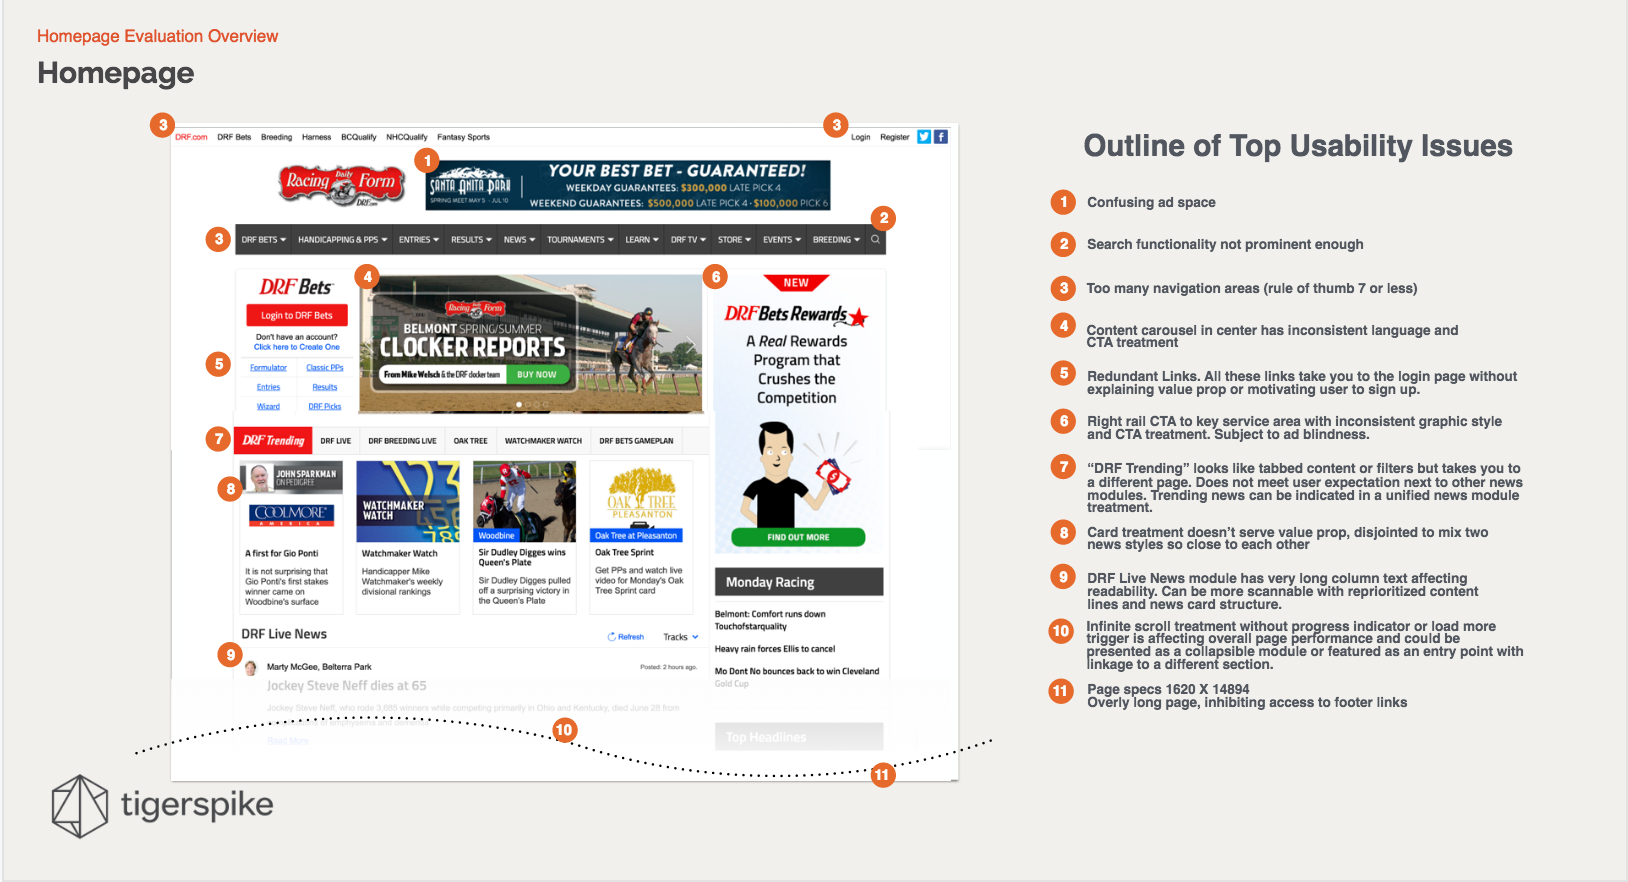 Homepage Evaluation Overview
Homepage
3
3
DRF.com DRF Bets Breeding Harness BCQualify NHCQualify Fantasy Sports
Login Register
1
Racing Daily Form
DRF.com
SANTA ANITA PARK
SPRING MEET MAY 5 - JUL 10
YOUR BEST BET - GUARANTEED!
WEEKDAY GUARANTEES: $300,000 LATE PICK 4
WEEKEND GUARANTEES: $500,000 LATE PICK 4 · $100,000 PICK 6
2
3
DRF BETS HANDICAPPING & PPS ENTRIES RESULTS NEWS TOURNAMENTS LEARN DRF TV STORE EVENTS BREEDING
DRF Bets
Login to DRF Bets
Don't have an account?
Click here to Create One
5
Formulator Classic PPs
Entries Results
Wizard DRF Picks
4
Racing Daily Form
BELMONT SPRING/SUMMER
CLOCKER REPORTS
From Mike Welsch & the DRF clocker team BUY NOW
6
NEW
DRF Bets Rewards
A Real Rewards
Program that
Crushes the
Competition
FIND OUT MORE
7
DRF Trending DRF LIVE DRF BREEDING LIVE OAK TREE WATCHMAKER WATCH DRF BETS GAMEPLAN
8
JOHN SPARKMAN
ON PEDIGREE
COOLMORE
AMERICA
A first for Gio Ponti
It is not surprising that
Gio Ponti's first stakes
winner came on
Woodbine's surface
WATCHMAKER
WATCH
Watchmaker Watch
Handicapper Mike
Watchmaker's weekly
divisional rankings
Woodbine
Sir Dudley Digges wins
Queen's Plate
Sir Dudley Digges pulled
off a surprising victory in
the Queen's Plate
OAK TREE
PLEASANTON
Oak Tree at Pleasanton
Oak Tree Sprint
Get PPs and watch live
video for Monday's Oak
Tree Sprint card
Monday Racing
Belmont: Comfort runs down
Touchofstarquality
Heavy rain forces Ellis to cancel
Mo Dont No bounces back to win Cleveland
Gold Cup
Top Headlines
DRF Live News
Refresh Tracks
9
Marty McGee, Belterra Park
Posted: 2 hours ago.
Jockey Steve Neff dies at 65
Jockey Steve Neff, who rode 3,685 winners while competing primarily in Ohio and Kentucky, died June 28 from
emphysema and
Read More
10
11
tigerspike
Outline of Top Usability Issues
1 Confusing ad space
2 Search functionality not prominent enough
3 Too many navigation areas (rule of thumb 7 or less)
4 Content carousel in center has inconsistent language and
CTA treatment
5 Redundant Links. All these links take you to the login page without
explaining value prop or motivating user to sign up.
6 Right rail CTA to key service area with inconsistent graphic style
and CTA treatment. Subject to ad blindness.
7 “DRF Trending” looks like tabbed content or filters but takes you to
a different page. Does not meet user expectation next to other news
modules. Trending news can be indicated in a unified news module
treatment.
8 Card treatment doesn’t serve value prop, disjointed to mix two
news styles so close to each other
9 DRF Live News module has very long column text affecting
readability. Can be more scannable with reprioritized content
lines and news card structure.
10 Infinite scroll treatment without progress indicator or load more
trigger is affecting overall page performance and could be
presented as a collapsible module or featured as an entry point with
linkage to a different section.
11 Page specs 1620 X 14894
Overly long page, inhibiting access to footer links